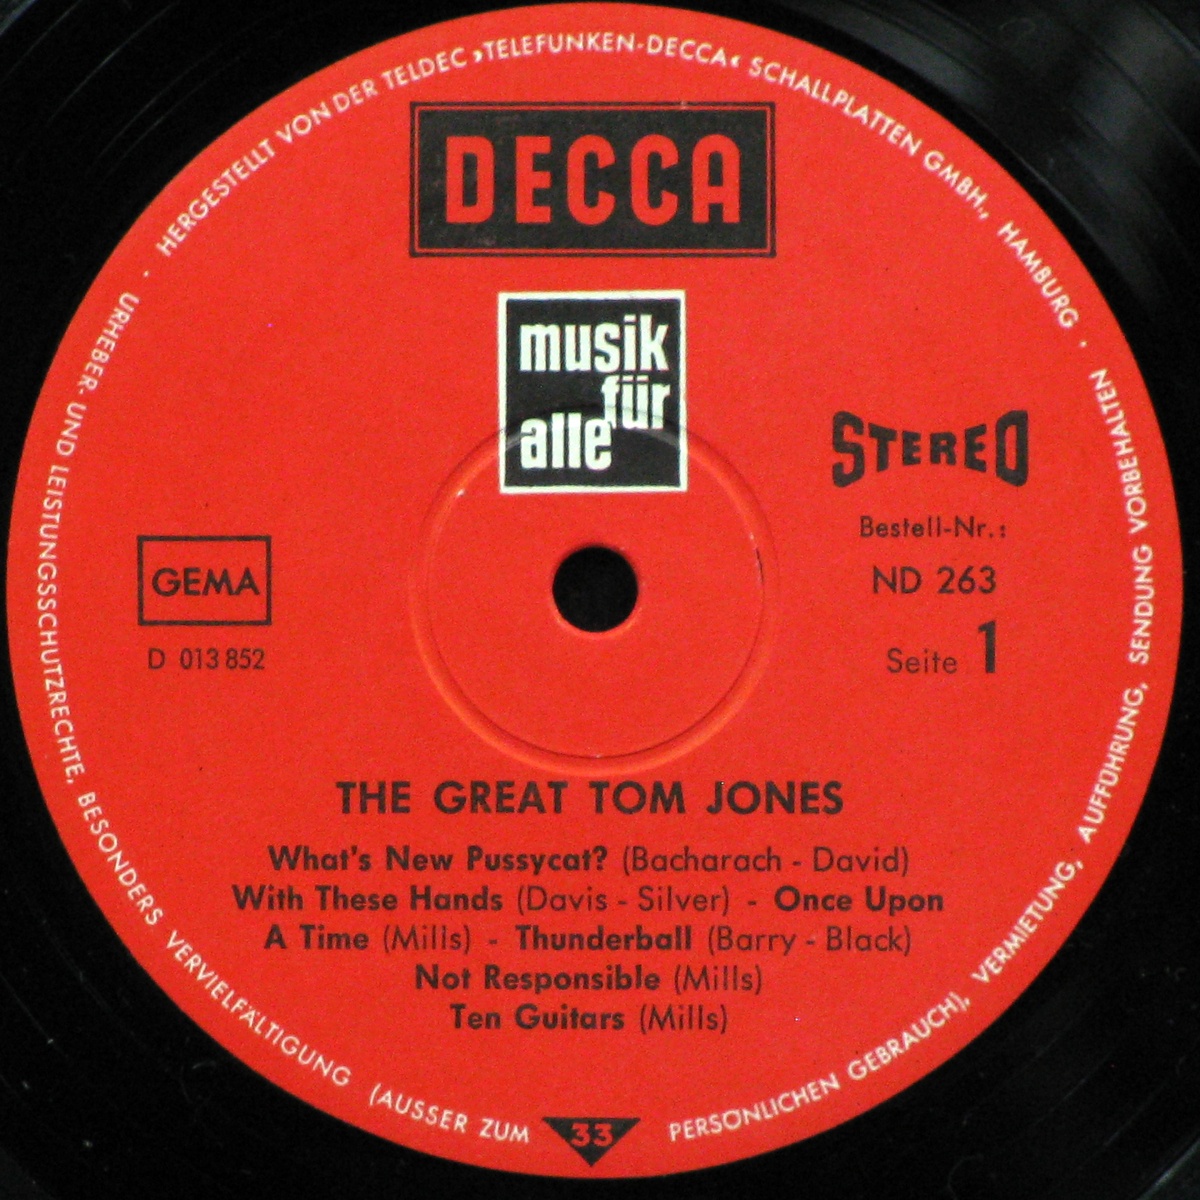 HERGESTELLT VON DER TELDEC ›TELEFUNKEN-DECCA‹ SCHALLPLATTEN GMBH., HAMBURG ·
DECCA
musik
für
alle
STEREO
Bestell-Nr.:
ND 263
Seite 1
GEMA
D 013 852
THE GREAT TOM JONES
What's New Pussycat? (Bacharach - David)
With These Hands (Davis - Silver) - Once Upon
A Time (Mills) - Thunderball (Barry - Black)
Not Responsible (Mills)
Ten Guitars (Mills)
URHEBER- UND LEISTUNGSSCHUTZRECHTE, BESONDERS VERVIELFÄLTIGUNG (AUSSER ZUM PERSÖNLICHEN GEBRAUCH), VERMIETUNG, AUFFÜHRUNG, SENDUNG VORBEHALTEN ·
33